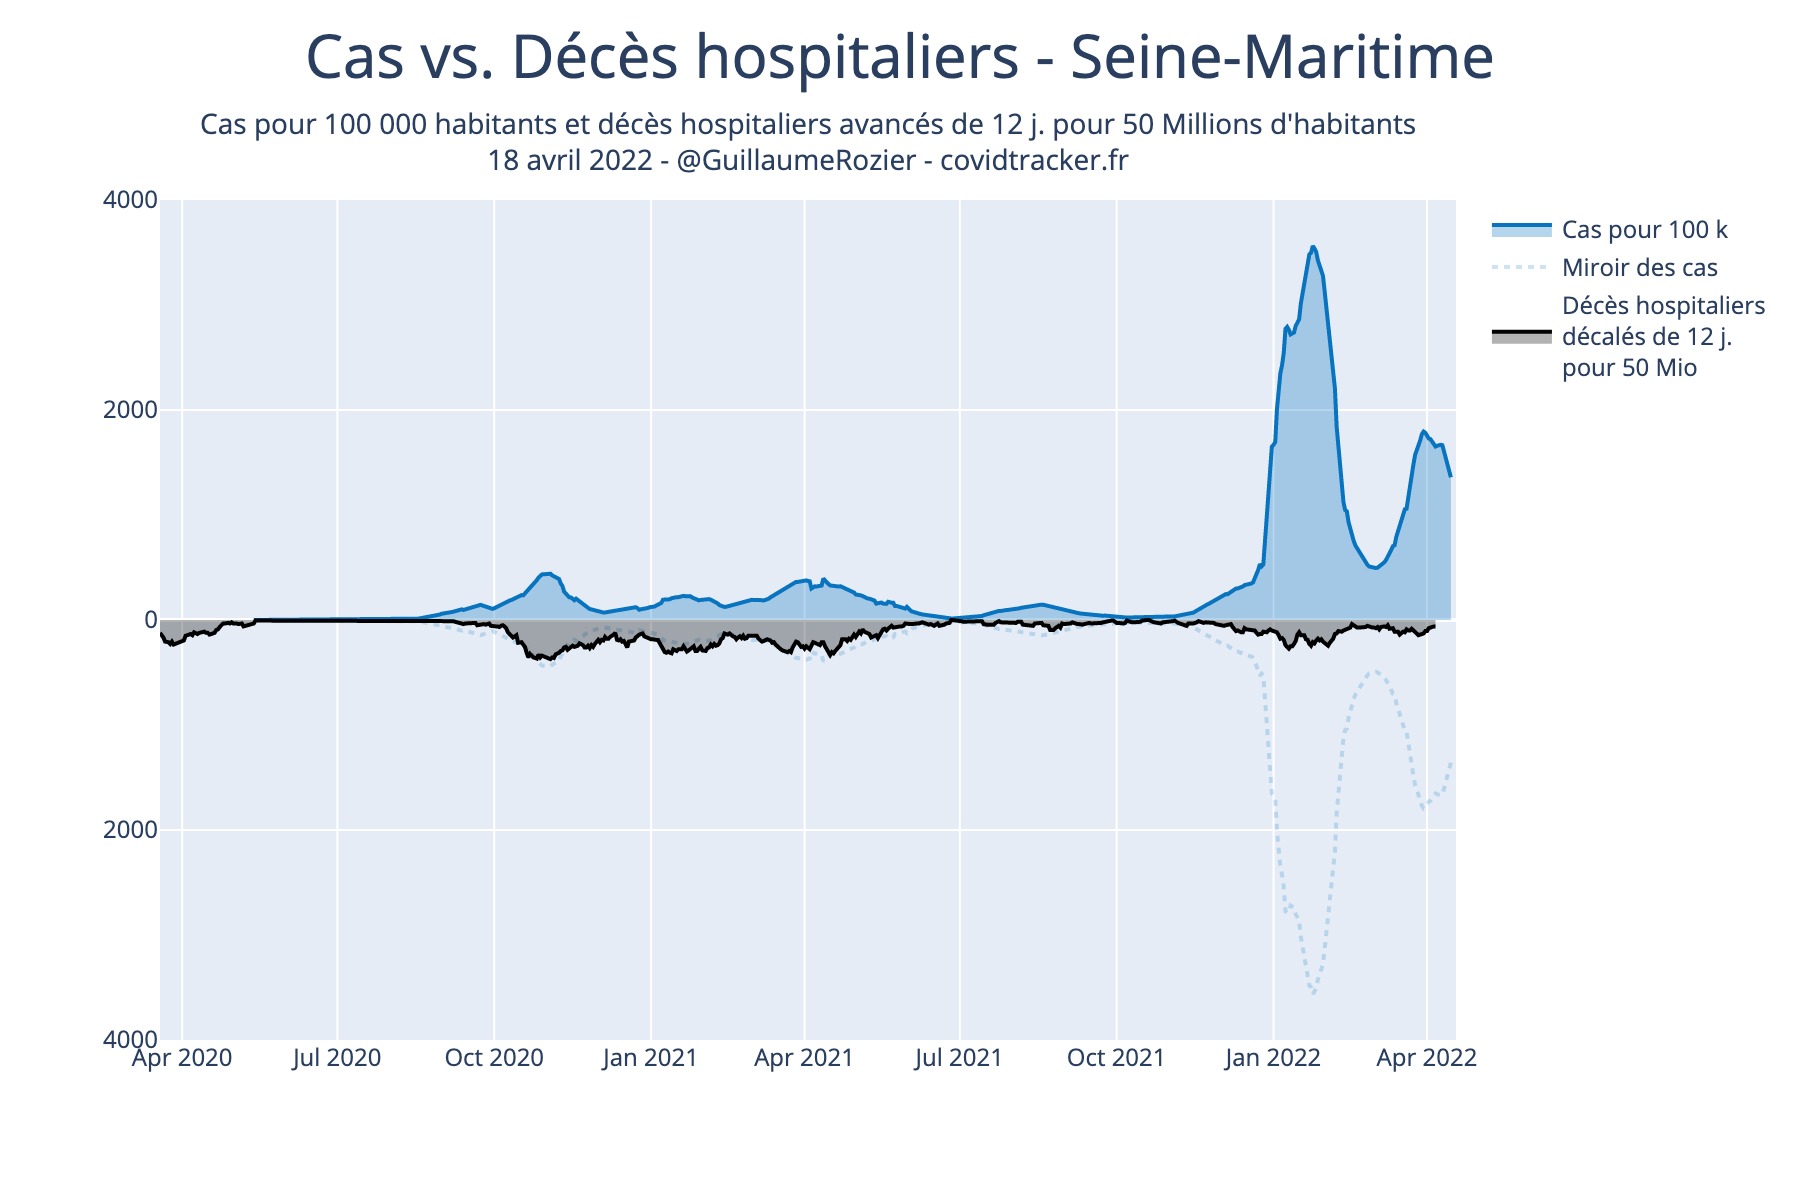 Cas vs. Décès hospitaliers - Seine-Maritime
Cas pour 100 000 habitants et décès hospitaliers avancés de 12 j. pour 50 Millions d'habitants
18 avril 2022 - @GuillaumeRozier - covidtracker.fr
4000
2000
0
2000
4000
Apr 2020
Jul 2020
Oct 2020
Jan 2021
Apr 2021
Jul 2021
Oct 2021
Jan 2022
Apr 2022
Cas pour 100 k
Miroir des cas
Décès hospitaliers
décalés de 12 j.
pour 50 Mio